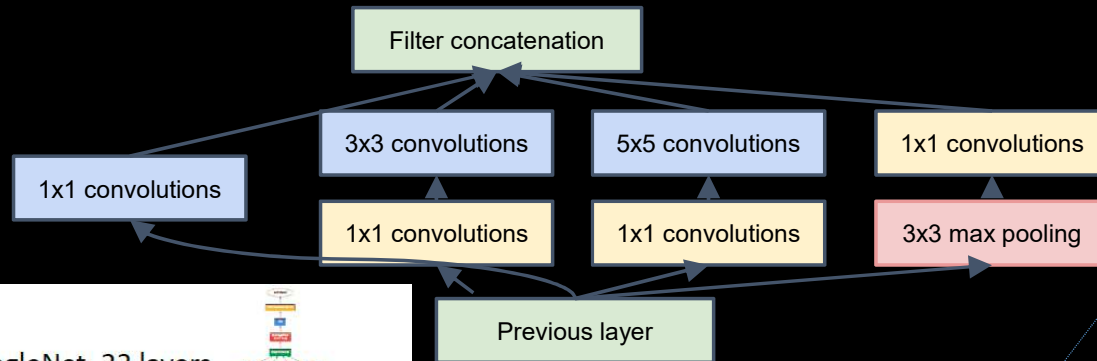 Filter concatenation
3x3 convolutions
5x5 convolutions
1x1 convolutions
1x1 convolutions
1x1 convolutions
1x1 convolutions
3x3 max pooling
Previous layer
layers